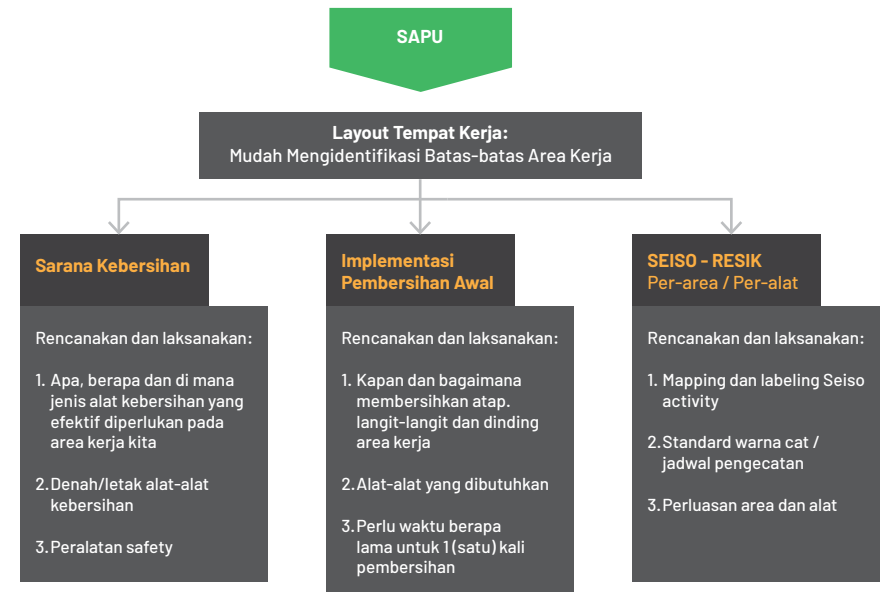 SAPU
Layout Tempat Kerja:
Mudah Mengidentifikasi Batas-batas Area Kerja
Sarana Kebersihan
Rencanakan dan laksanakan:
1. Apa, berapa dan di mana
jenis alat kebersihan yang
efektif diperlukan pada
area kerja kita
2. Denah/letak alat-alat
kebersihan
3. Peralatan safety
Implementasi
Pembersihan Awal
Rencanakan dan laksanakan:
1. Kapan dan bagaimana
membersihkan atap.
langit-langit dan dinding
area kerja
2. Alat-alat yang dibutuhkan
3. Perlu waktu berapa
lama untuk 1 (satu) kali
pembersihan
SEISO - RESIK
Per-area / Per-alat
Rencanakan dan laksanakan:
1. Mapping dan labeling Seiso
activity
2. Standard warna cat /
jadwal pengecatan
3. Perluasan area dan alat